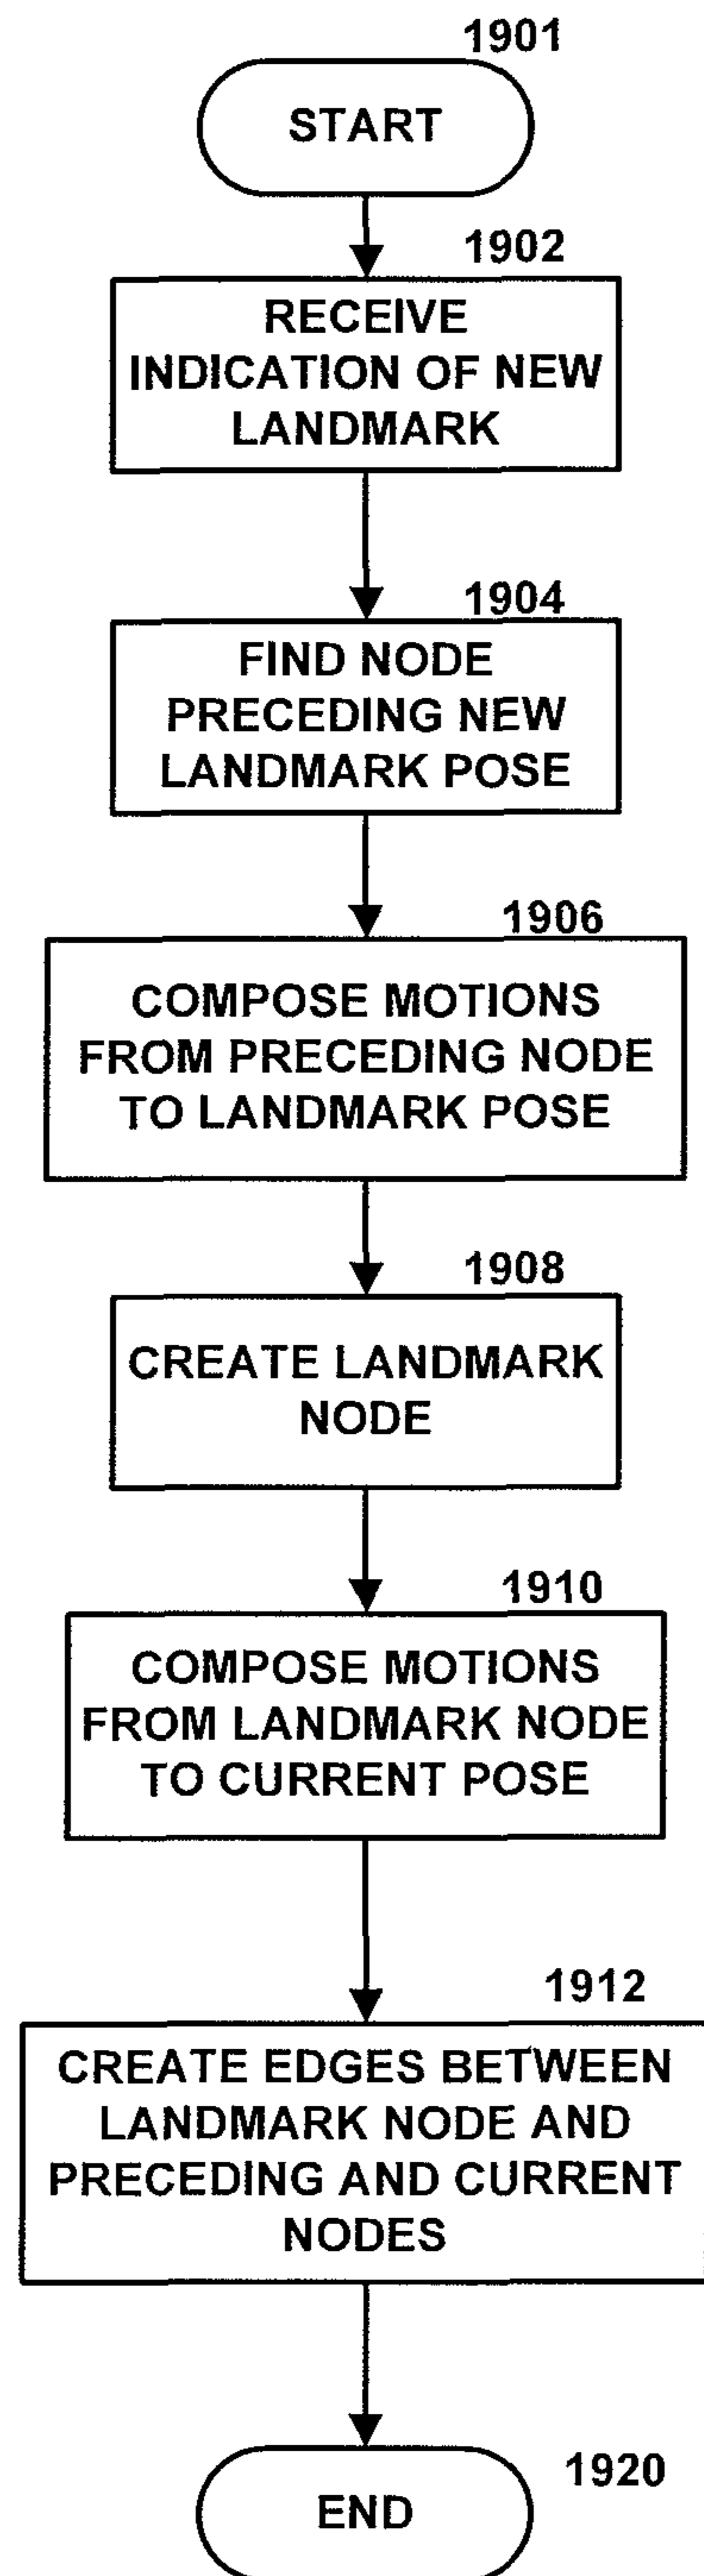 1901
START
1902
RECEIVE
INDICATION OF NEW
LANDMARK
1904
FIND NODE
PRECEDING NEW
LANDMARK POSE
1906
COMPOSE MOTIONS
FROM PRECEDING NODE
TO LANDMARK POSE
1908
CREATE LANDMARK
NODE
1910
COMPOSE MOTIONS
FROM LANDMARK NODE
TO CURRENT POSE
1912
CREATE EDGES BETWEEN
LANDMARK NODE AND
PRECEDING AND CURRENT
NODES
1920
END